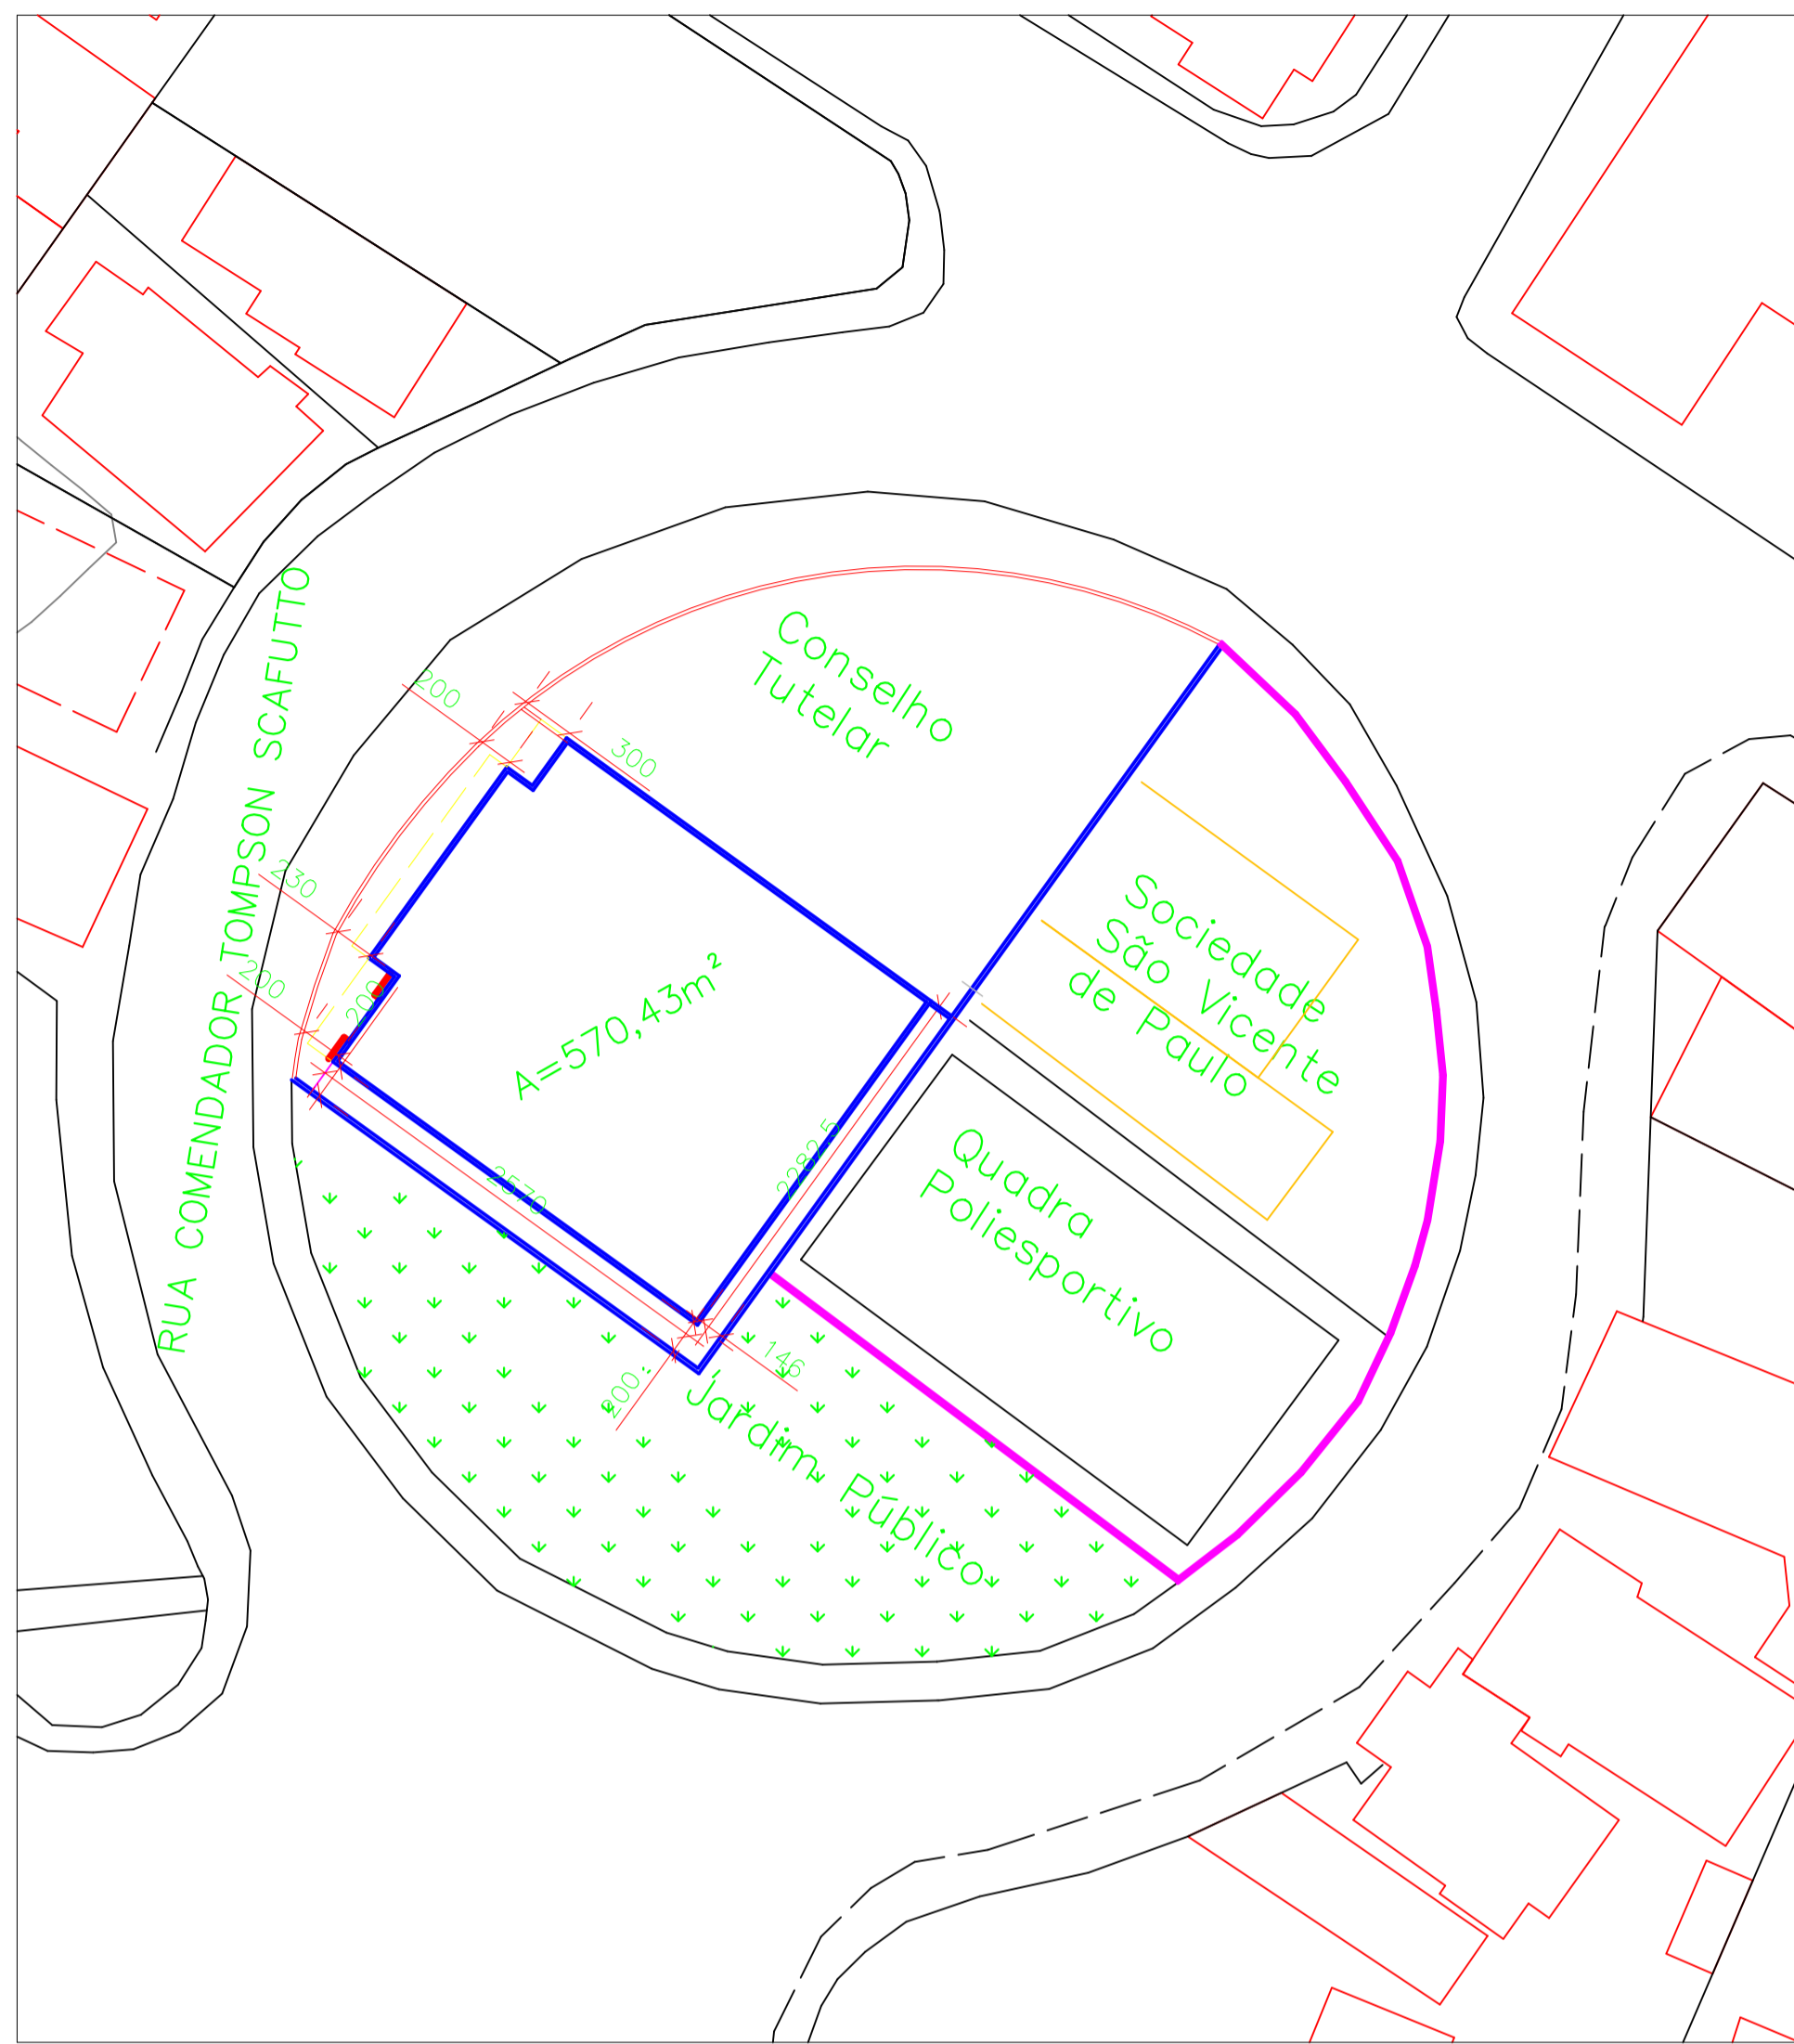 Conselho
Tutelar
200
300
230
200
200
A=570,43m²
Sociedade
São Vicente
de Paulo
Quadra
Poliesportivo
2570
146
200
Jardim Público
RUA COMENDADOR TOMPSON SCAFUTTO